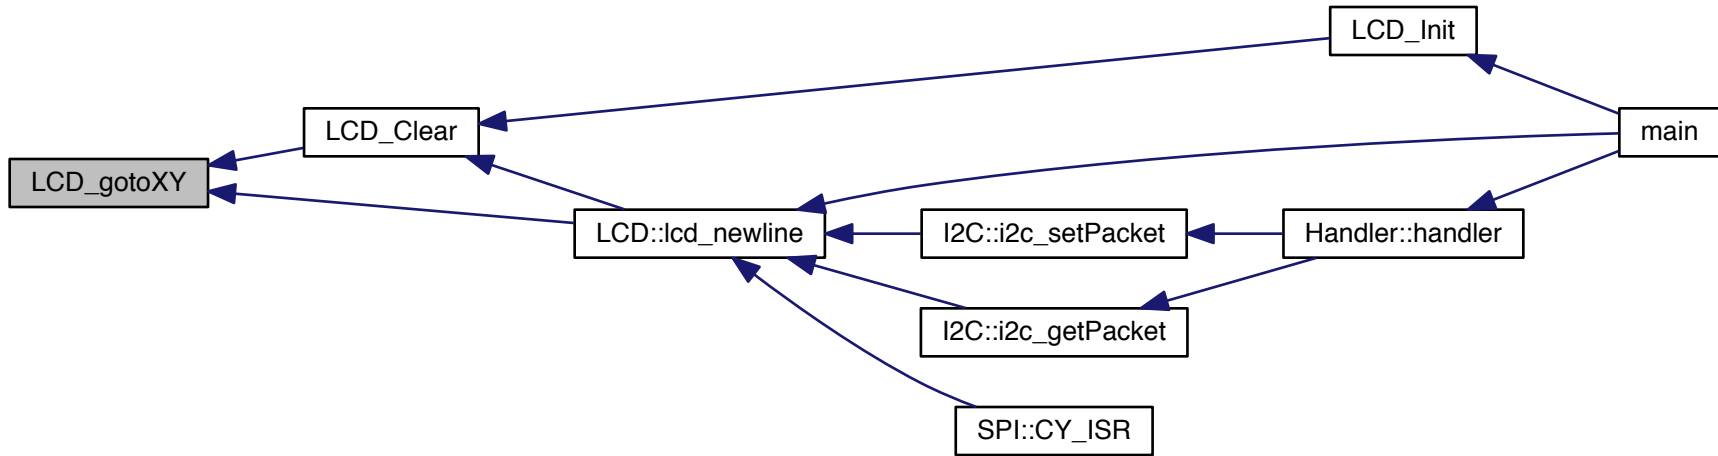 LCD_Init
LCD_Clear
main
LCD_gotoXY
LCD::lcd_newline
I2C::i2c_setPacket
Handler::handler
I2C::i2c_getPacket
SPI::CY_ISR